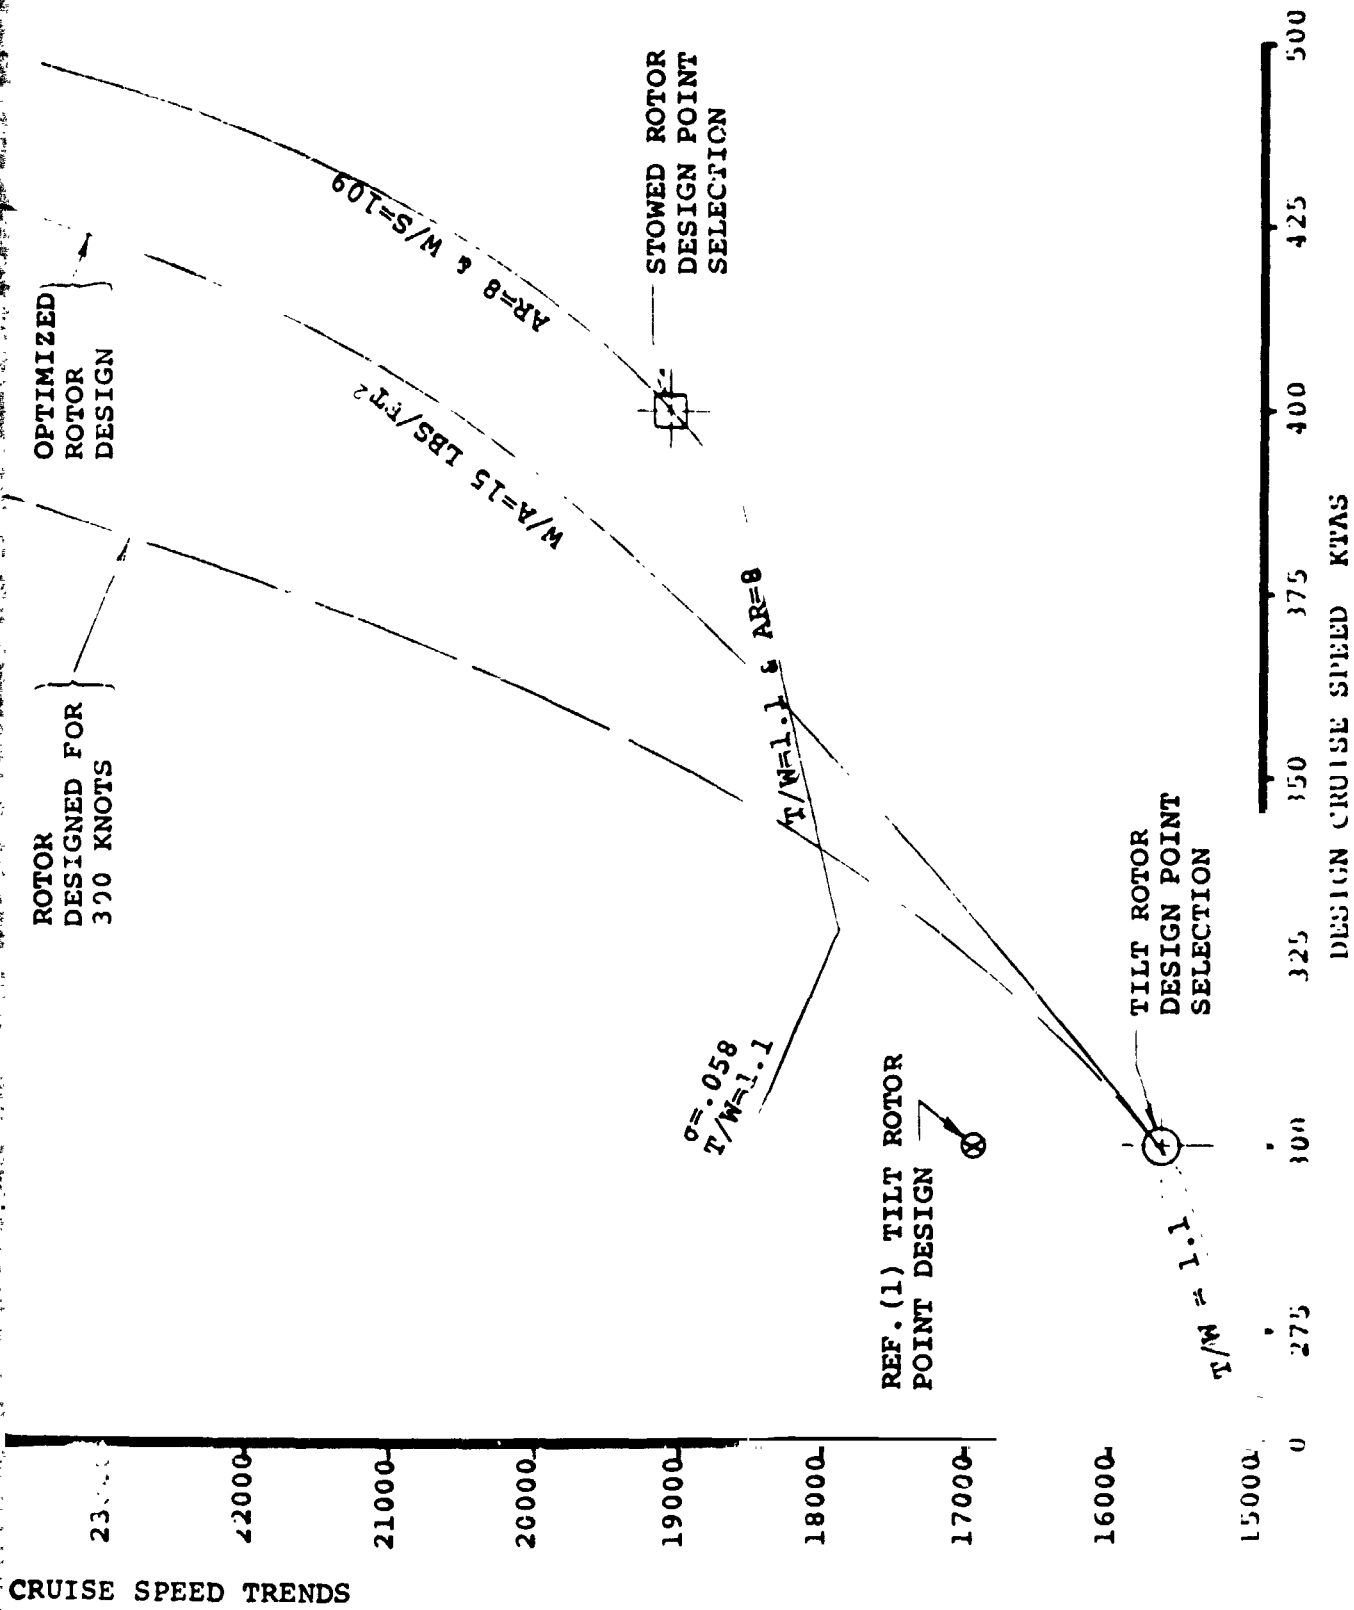 OPTIMIZED
ROTOR
DESIGN
ROTOR
DESIGNED FOR
300 KNOTS
AR=8 & W/S=109
W/A=15 LBS/FT²
STOWED ROTOR
DESIGN POINT
SELECTION
T/W=1.1 & AR=8
σ=.058
T/W=1.1
REF.(1) TILT ROTOR
POINT DESIGN
TILT ROTOR
DESIGN POINT
SELECTION
T/W = 1.1
22000
21000
20000
19000
18000
17000
16000
15000
0
275
300
325
350
375
400
425
500
DESIGN CRUISE SPEED KTAS
CRUISE SPEED TRENDS